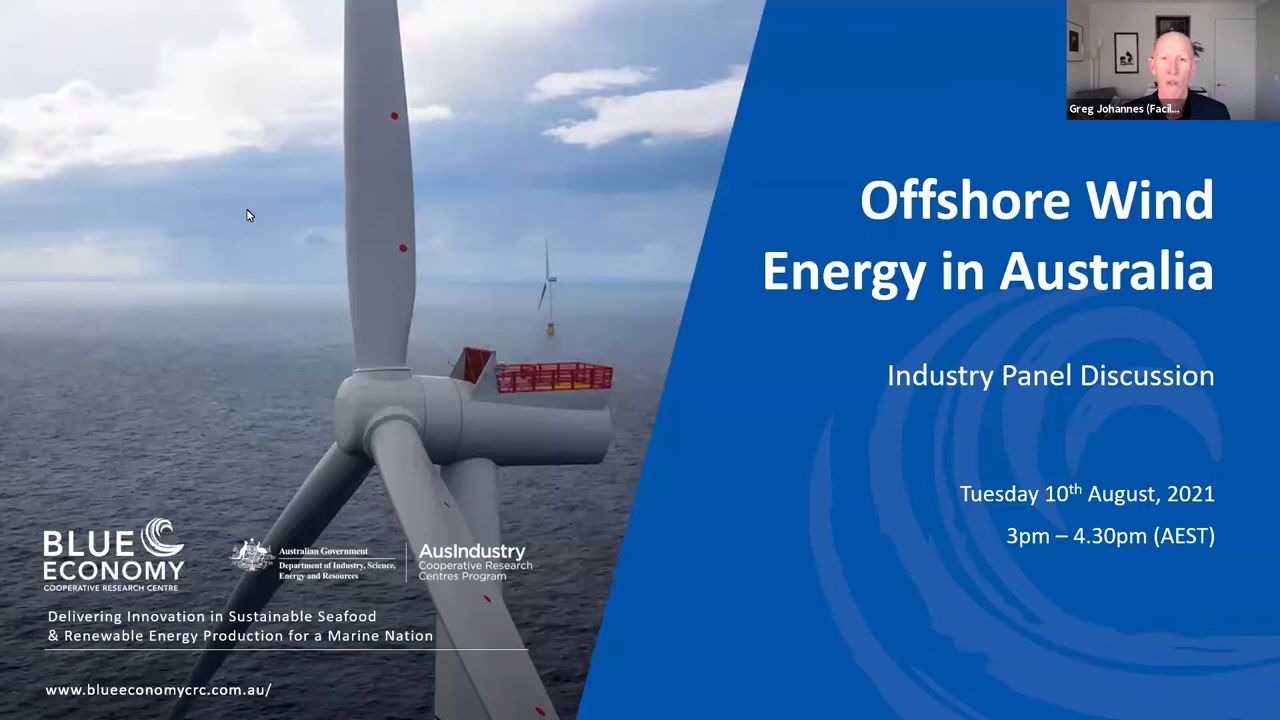 Greg Johannes (Facil...
Offshore Wind
Energy in Australia
Industry Panel Discussion
Tuesday 10th August, 2021
3pm – 4.30pm (AEST)
BLUE
ECONOMY
COOPERATIVE RESEARCH CENTRE
Australian Government
Department of Industry, Science,
Energy and Resources
AusIndustry
Cooperative Research
Centres Program
Delivering Innovation in Sustainable Seafood
& Renewable Energy Production for a Marine Nation
www.blueeconomycrc.com.au/